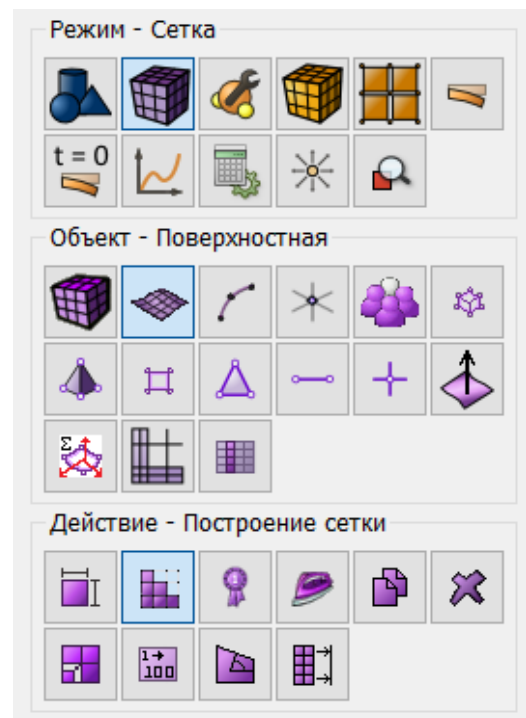 Режим - Сетка
t = 0
Объект - Поверхностная
Σ
Действие - Построение сетки
1
1→
100